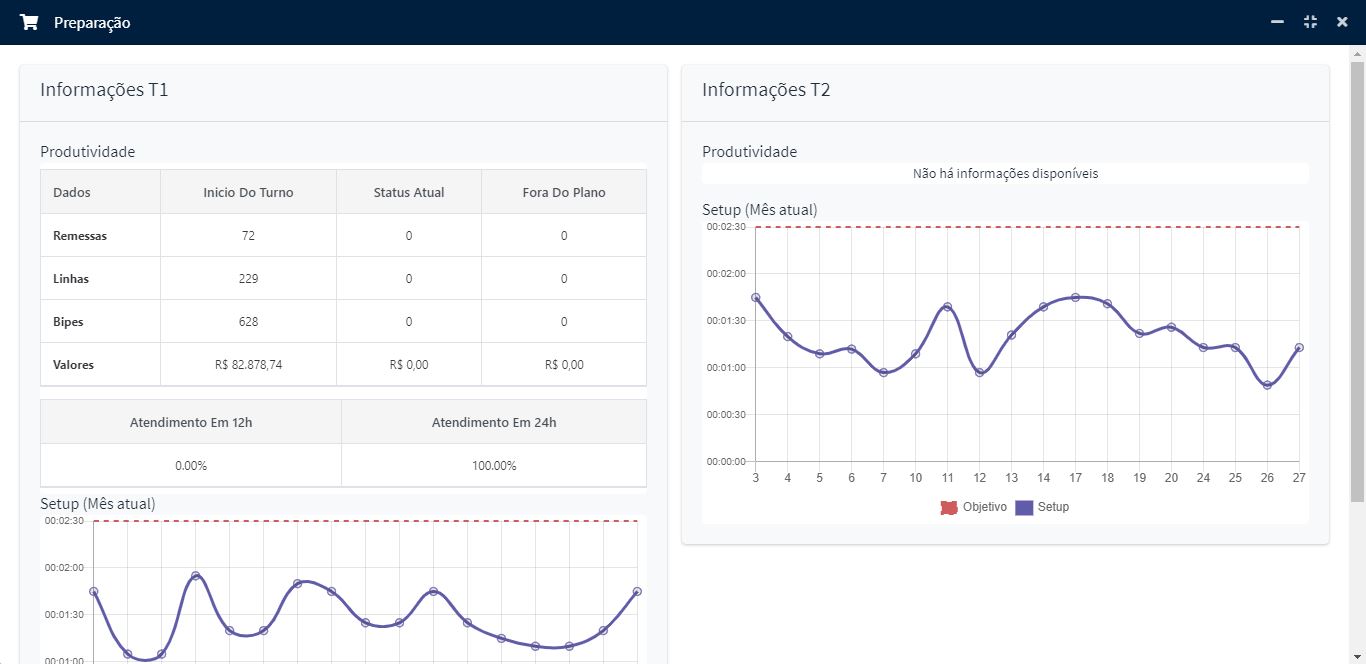 Preparação
Informações T1
Produtividade
Dados Inicio Do Turno Status Atual Fora Do Plano
Remessas 72 0 0
Linhas 229 0 0
Bipes 628 0 0
Valores R$ 82.878,74 R$ 0,00 R$ 0,00
Atendimento Em 12h Atendimento Em 24h
0.00% 100.00%
Setup (Mês atual)
00:02:30
00:02:00
00:01:30
00:01:00
Informações T2
Produtividade
Não há informações disponíveis
Setup (Mês atual)
00:02:30
00:02:00
00:01:30
00:01:00
00:00:30
00:00:00
3 4 5 6 7 10 11 12 13 14 17 18 19 20 24 25 26 27
Objetivo Setup